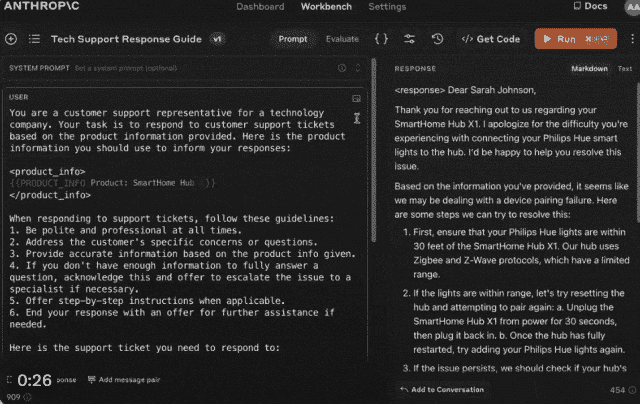 ANTHROP\C
Dashboard
Workbench
Settings
Docs
AA
Tech Support Response Guide
v1
Prompt
Evaluate
{ }
</> Get Code
Run
SYSTEM PROMPT Set a system prompt (optional)
USER
You are a customer support representative for a technology
company. Your task is to respond to customer support tickets
based on the product information provided. Here is the product
information you should use to inform your responses:
<product_info>
{{PRODUCT_INFO Product: SmartHome Hub }}
</product_info>
When responding to support tickets, follow these guidelines:
1. Be polite and professional at all times.
2. Address the customer's specific concerns or questions.
3. Provide accurate information based on the product info given.
4. If you don't have enough information to fully answer a
question, acknowledge this and offer to escalate the issue to a
specialist if necessary.
5. Offer step-by-step instructions when applicable.
6. End your response with an offer for further assistance if
needed.
Here is the support ticket you need to respond to:
0:26
ponse
Add message pair
909
RESPONSE
Markdown
Text
<response> Dear Sarah Johnson,
Thank you for reaching out to us regarding your
SmartHome Hub X1. I apologize for the difficulty you're
experiencing with connecting your Philips Hue smart
lights to the hub. I'd be happy to help you resolve this
issue.
Based on the information you've provided, it seems like
we may be dealing with a device pairing failure. Here
are some steps we can try to resolve this:
1. First, ensure that your Philips Hue lights are within
30 feet of the SmartHome Hub X1. Our hub uses
Zigbee and Z-Wave protocols, which have a limited
range.
2. If the lights are within range, let's try resetting the
hub and attempting to pair again: a. Unplug the
SmartHome Hub X1 from power for 30 seconds,
then plug it back in. b. Once the hub has fully
restarted, try adding your Philips Hue lights again.
3. If the issue persists, we should check if your hub's
Add to Conversation
454